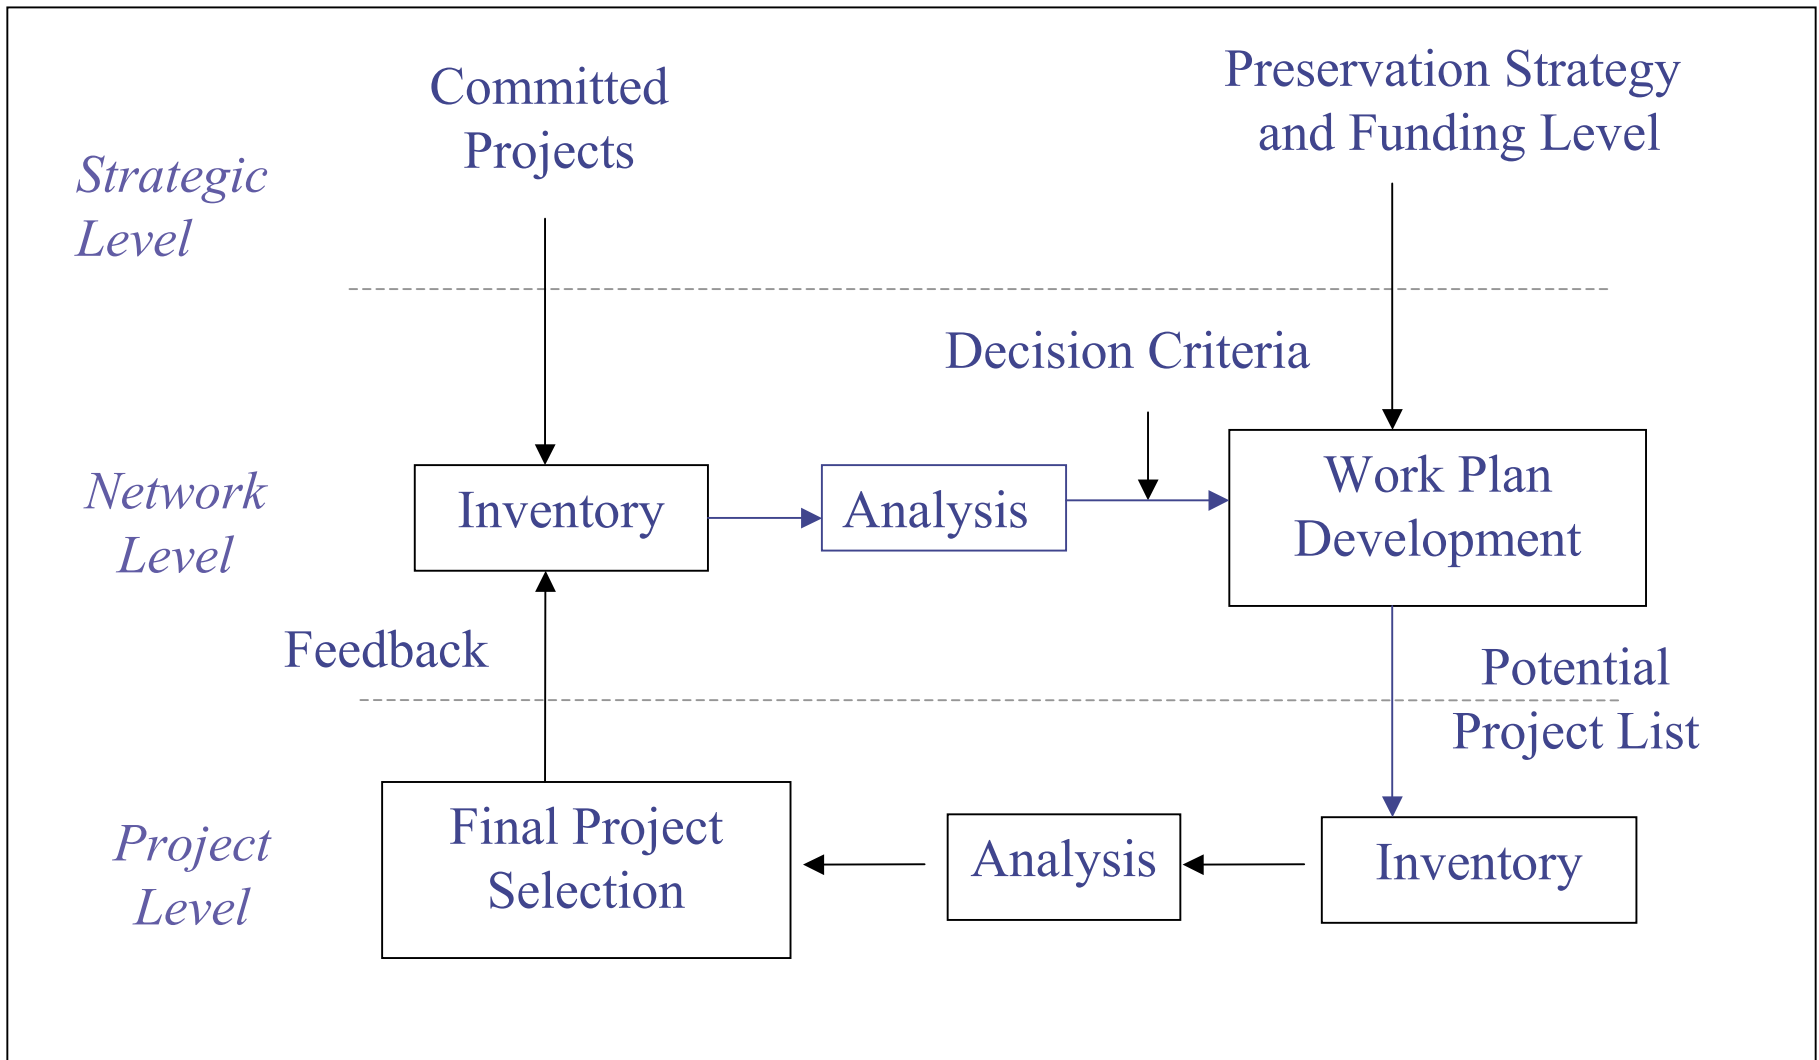 Committed
Projects
Preservation Strategy
and Funding Level
Strategic
Level
Decision Criteria
Network
Level
Inventory
Analysis
Work Plan
Development
Feedback
Potential
Project List
Project
Level
Final Project
Selection
Analysis
Inventory